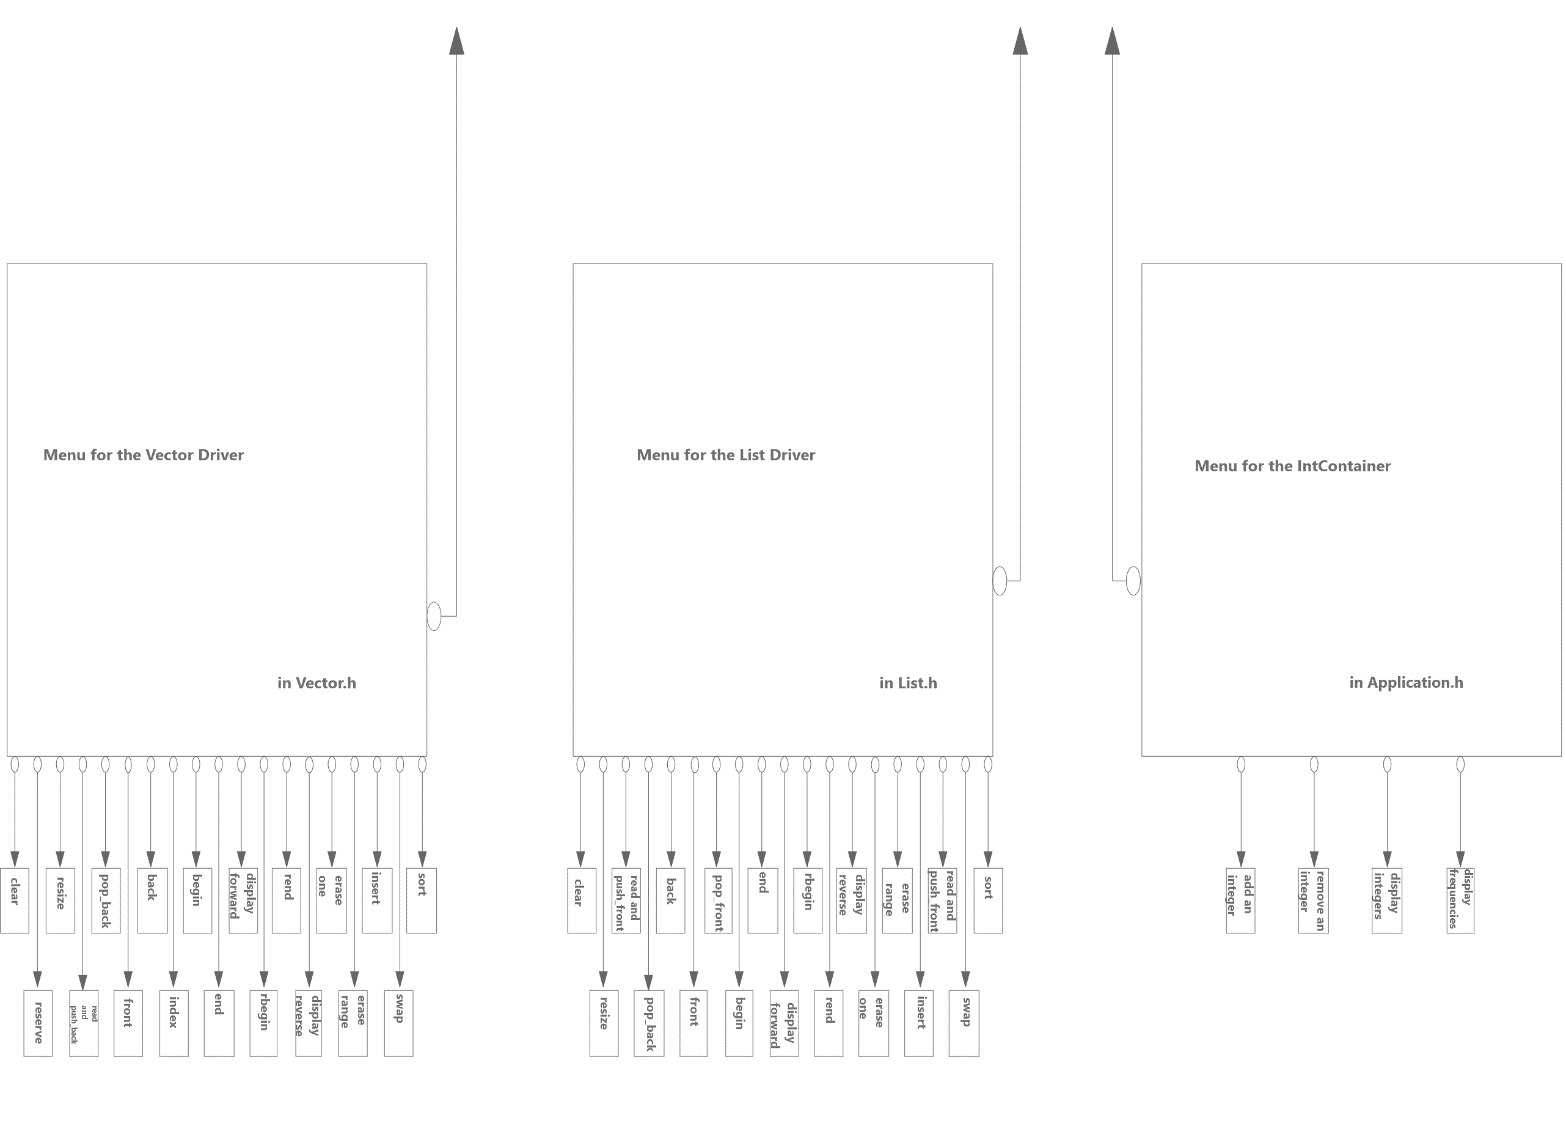 Menu for the Vector Driver
in Vector.h
Menu for the List Driver
in List.h
Menu for the IntContainer
in Application.h
clear
resize
pop_back
back
begin
display
forward
rend
erase
one
insert
sort
reserve
read
and
push_back
front
index
end
rbegin
display
reverse
erase
range
swap
clear
read and
push_front
back
pop_front
end
rbegin
display
reverse
erase
range
read and
push_front
sort
resize
pop_back
front
begin
display
forward
rend
erase
one
insert
swap
add an
integer
remove an
integer
display
integers
display
frequencies